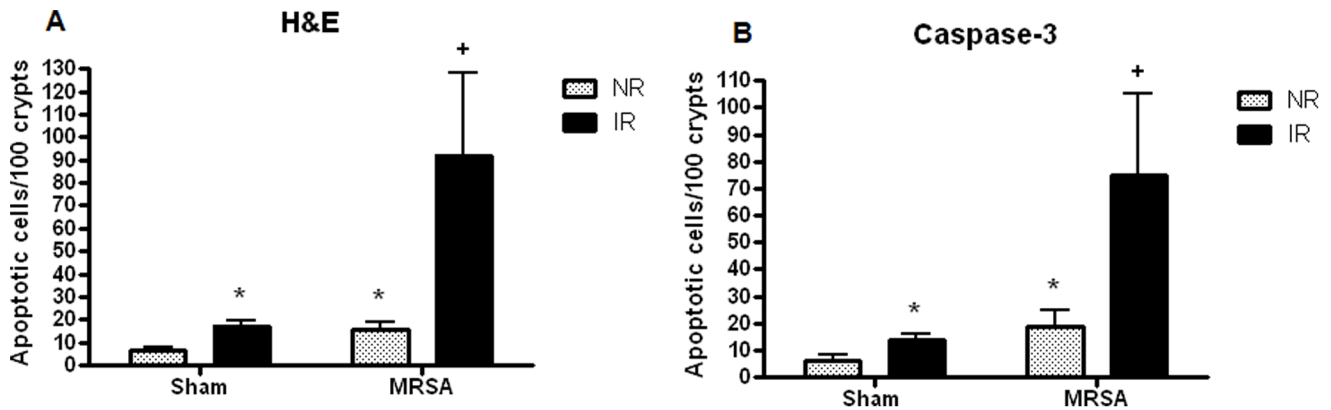 A
H&E
Apoptotic cells/100 crypts
130
120
110
100
90
80
70
60
50
40
30
20
10
0
*
*
+
Sham
MRSA
NR
IR
B
Caspase-3
Apoptotic cells/100 crypts
110
100
90
80
70
60
50
40
30
20
10
0
*
*
+
Sham
MRSA
NR
IR